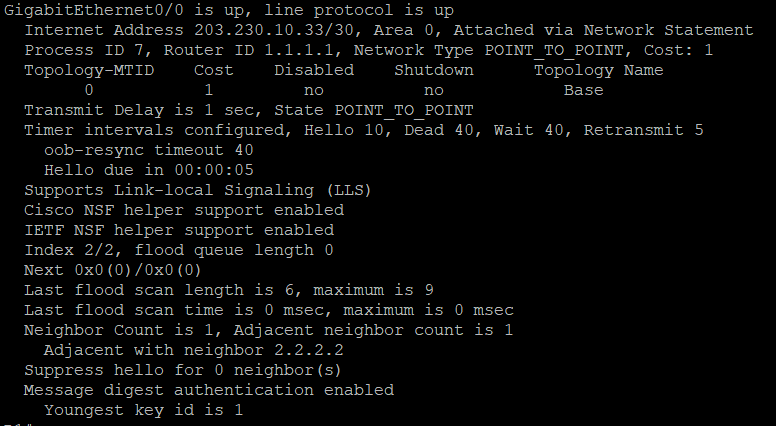 GigabitEthernet0/0 is up, line protocol is up
Internet Address 203.230.10.33/30, Area 0, Attached via Network Statement
Process ID 7, Router ID 1.1.1.1, Network Type POINT_TO_POINT, Cost: 1
Topology-MTID    Cost    Disabled    Shutdown      Topology Name
0           1         no          no            Base
Transmit Delay is 1 sec, State POINT_TO_POINT
Timer intervals configured, Hello 10, Dead 40, Wait 40, Retransmit 5
oob-resync timeout 40
Hello due in 00:00:05
Supports Link-local Signaling (LLS)
Cisco NSF helper support enabled
IETF NSF helper support enabled
Index 2/2, flood queue length 0
Next 0x0(0)/0x0(0)
Last flood scan length is 6, maximum is 9
Last flood scan time is 0 msec, maximum is 0 msec
Neighbor Count is 1, Adjacent neighbor count is 1
Adjacent with neighbor 2.2.2.2
Suppress hello for 0 neighbor(s)
Message digest authentication enabled
Youngest key id is 1